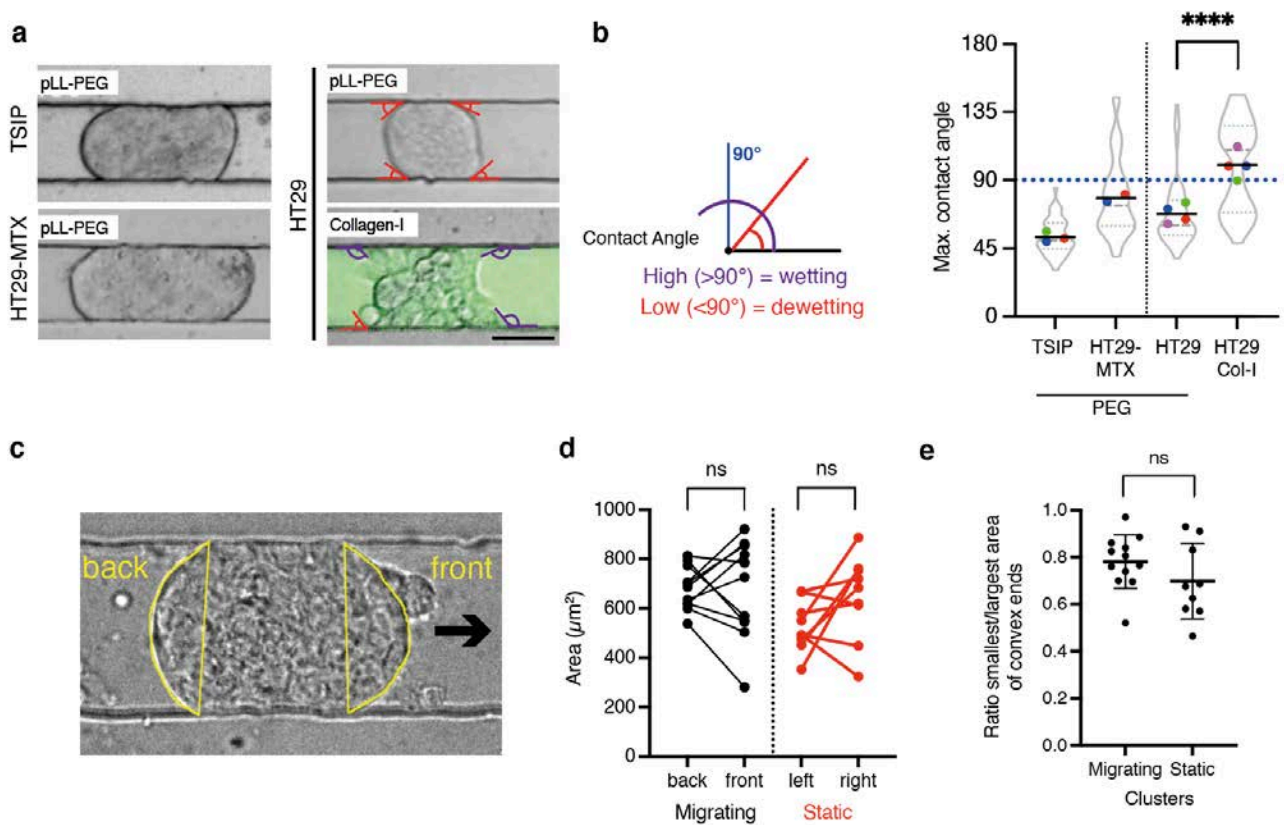 a
pLL-PEG
TSIP
pLL-PEG
HT29-MTX
HT29
pLL-PEG
Collagen-I
b
90°
Contact Angle
High (>90°) = wetting
Low (<90°) = dewetting
****
Max. contact angle
180
135
90
45
0
TSIP
HT29-
MTX
HT29
HT29
Col-I
PEG
c
back
front
d
ns
ns
Area (µm²)
1000
800
600
400
200
0
back
front
left
right
Migrating
Static
e
ns
Ratio smallest/largest area
of convex ends
1.0
0.8
0.6
0.4
0.2
0.0
Migrating
Static
Clusters